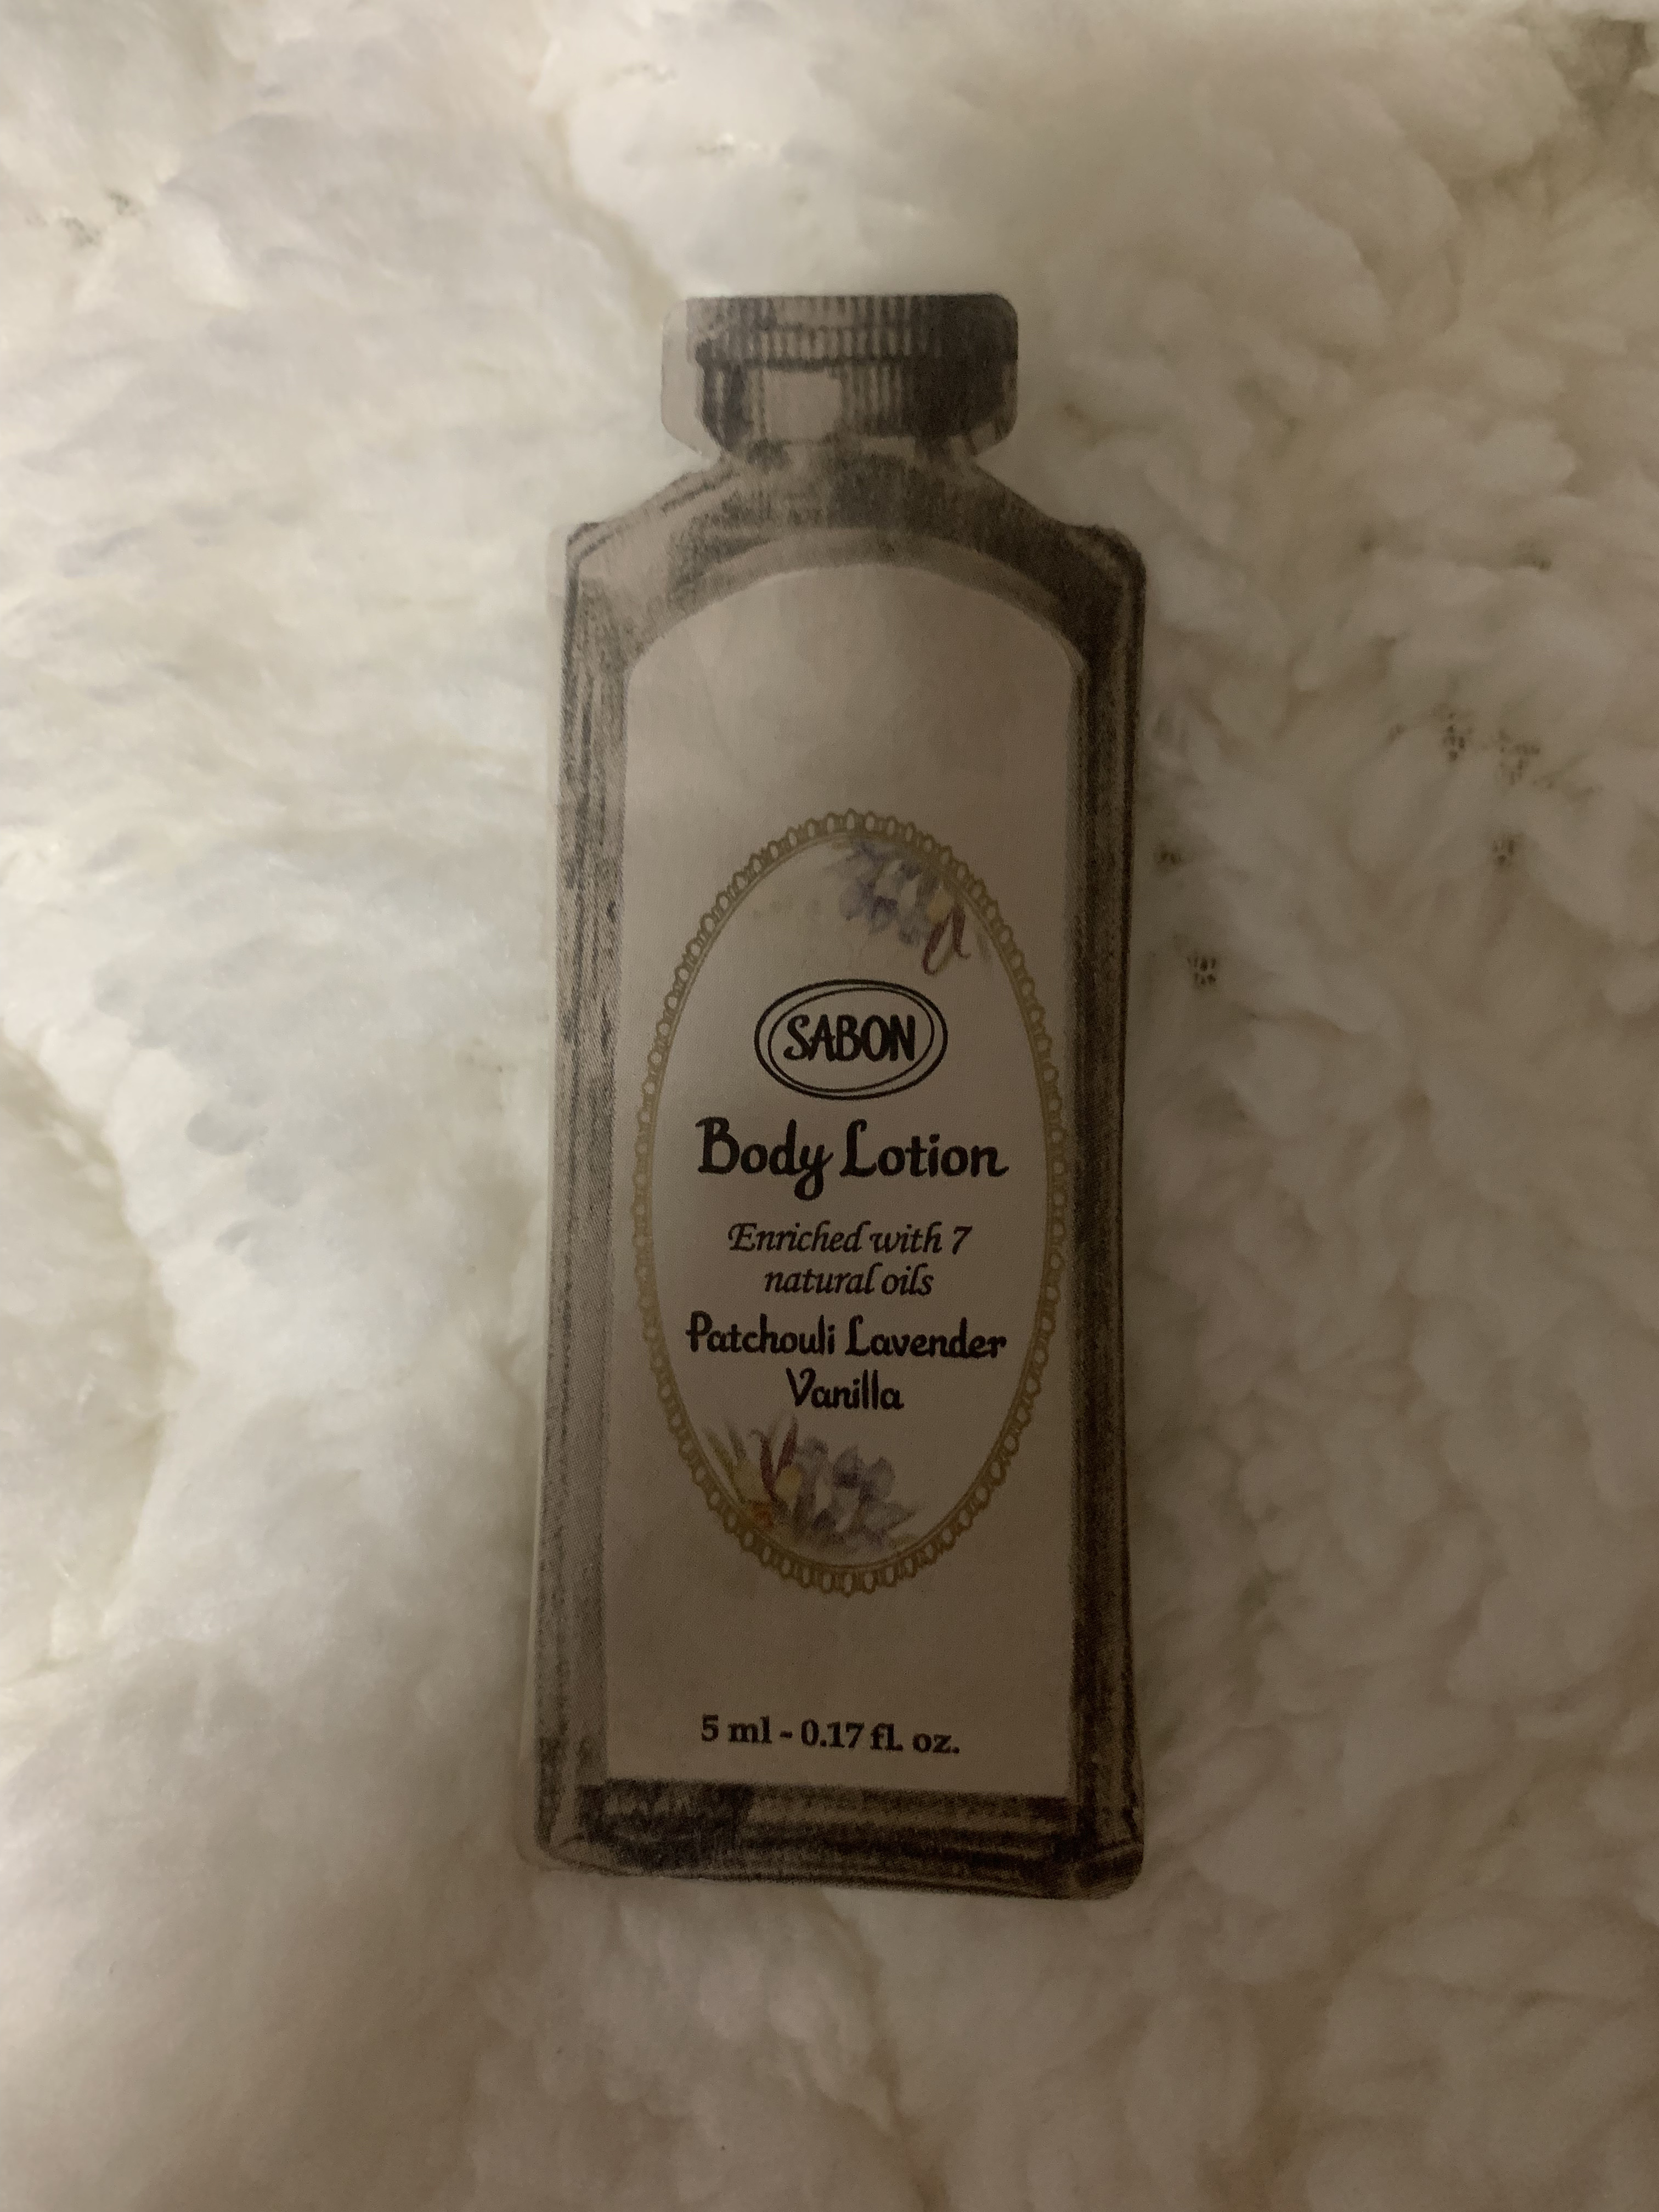 SABON
Body Lotion
Enriched with 7
natural oils
Patchouli Lavender
Vanilla
5 ml - 0.17 fl. oz.